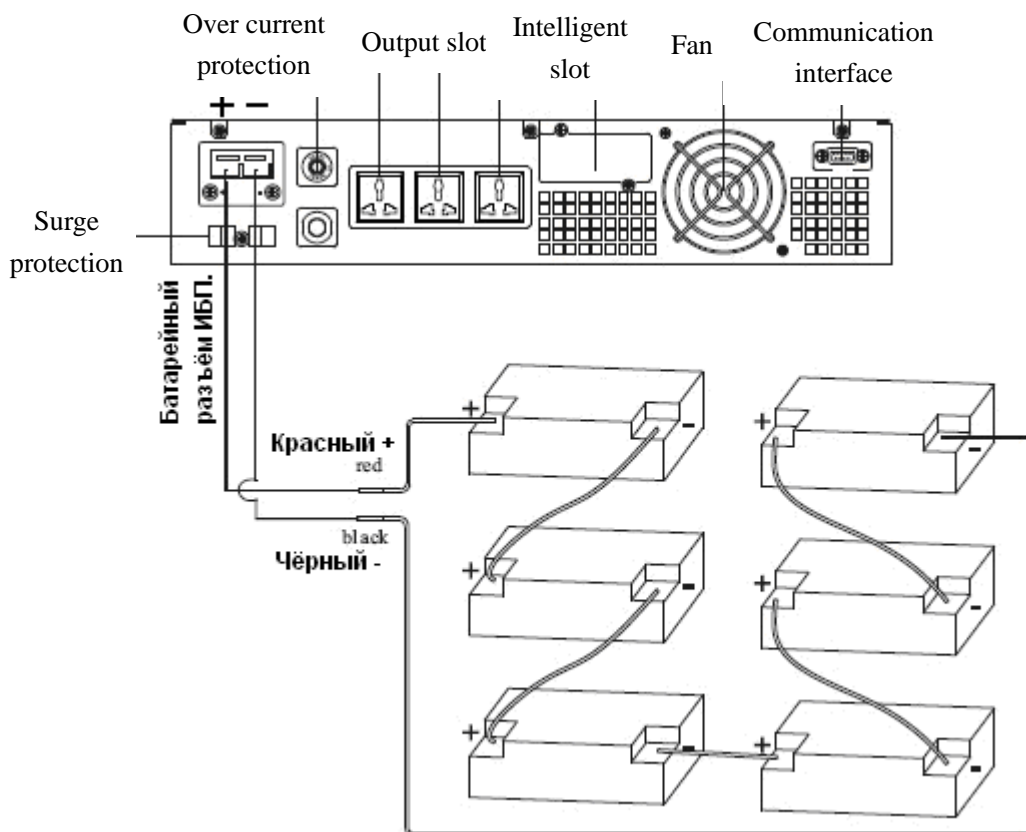 Over current
protection
Output slot
Intelligent
slot
Fan
Communication
interface
+ −
Surge
protection
Батарейный
разъём ИБП.
Красный +
red
black
Чёрный -
+ -
+ -
+ -
+ -
+ -
+ -